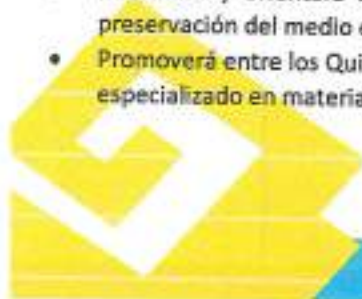 preservación del medio
• Promoverá entre los Qui
especializado en materia